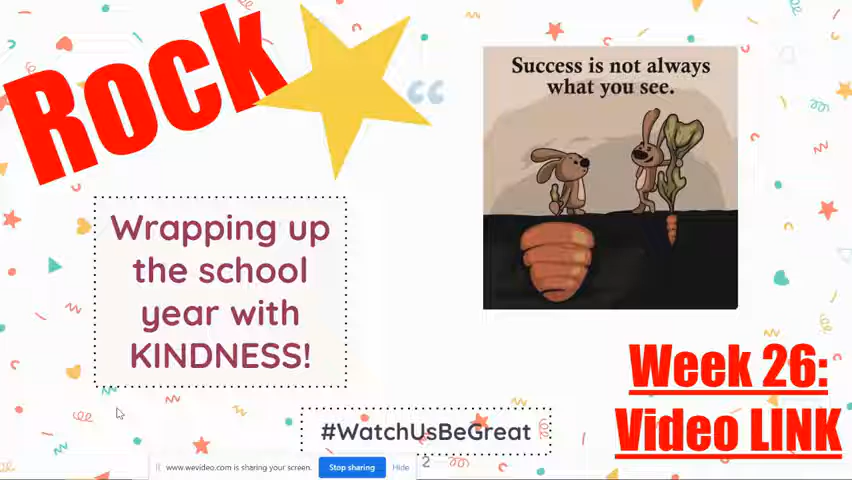 Rock
“
Success is not always
what you see.
Wrapping up
the school
year with
KINDNESS!
Week 26:
Video LINK
#WatchUsBeGreat
www.wevideo.com is sharing your screen.
Stop sharing
Hide
2